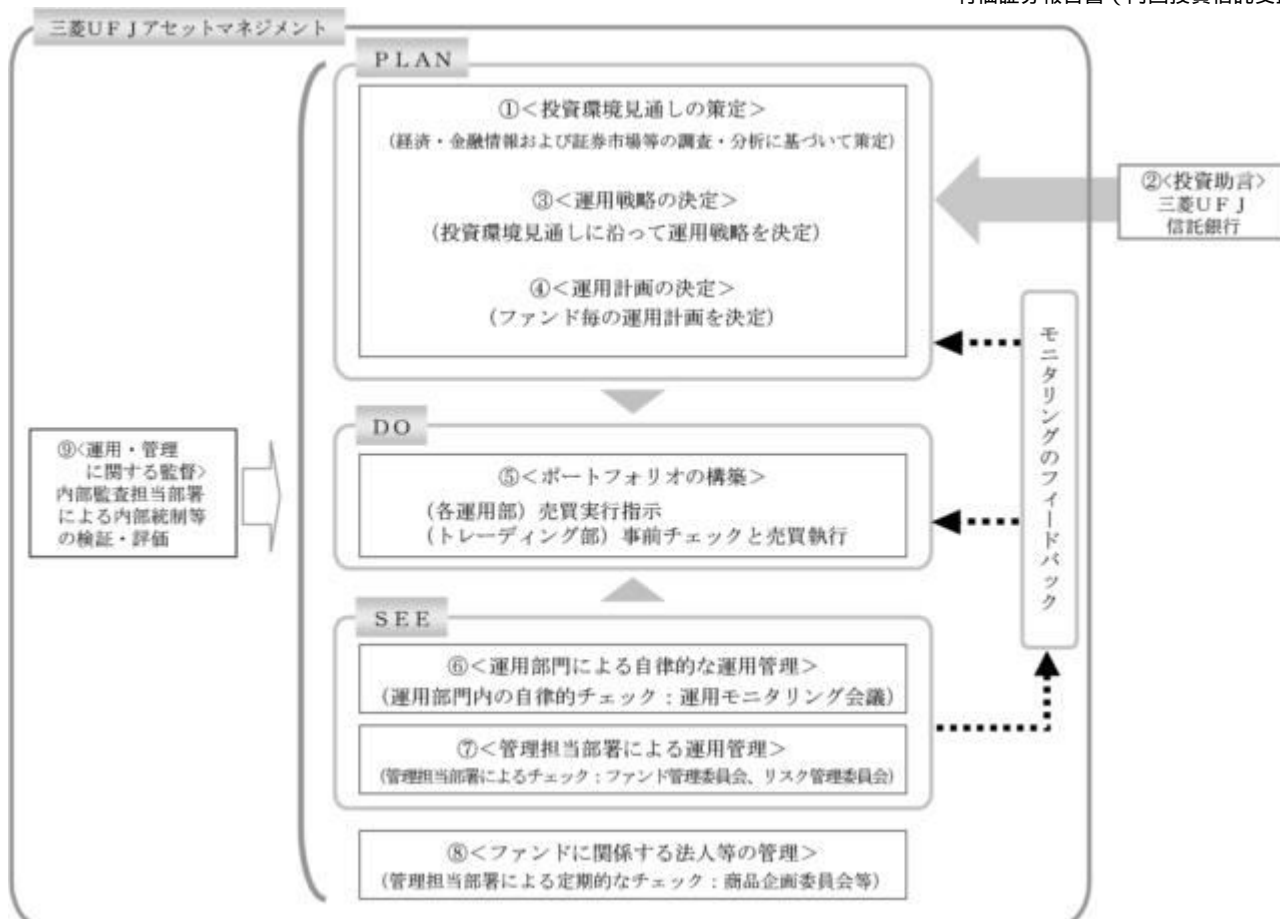 三菱UFJアセットマネジメント
PLAN
①<投資環境見通しの策定>
(経済・金融情報および証券市場等の調査・分析に基づいて策定)
③<運用戦略の決定>
(投資環境見通しに沿って運用戦略を決定)
④<運用計画の決定>
(ファンド毎の運用計画を決定)
②<投資助言>
三菱UFJ
信託銀行
モニタリングのフィードバック
DO
⑤<ポートフォリオの構築>
(各運用部)売買実行指示
(トレーディング部)事前チェックと売買執行
⑨<運用・管理
に関する監督>
内部監査担当部署
による内部統制等
の検証・評価
SEE
⑥<運用部門による自律的な運用管理>
(運用部門内の自律的チェック:運用モニタリング会議)
⑦<管理担当部署による運用管理>
(管理担当部署によるチェック:ファンド管理委員会、リスク管理委員会)
⑧<ファンドに関係する法人等の管理>
(管理担当部署による定期的なチェック:商品企画委員会等)